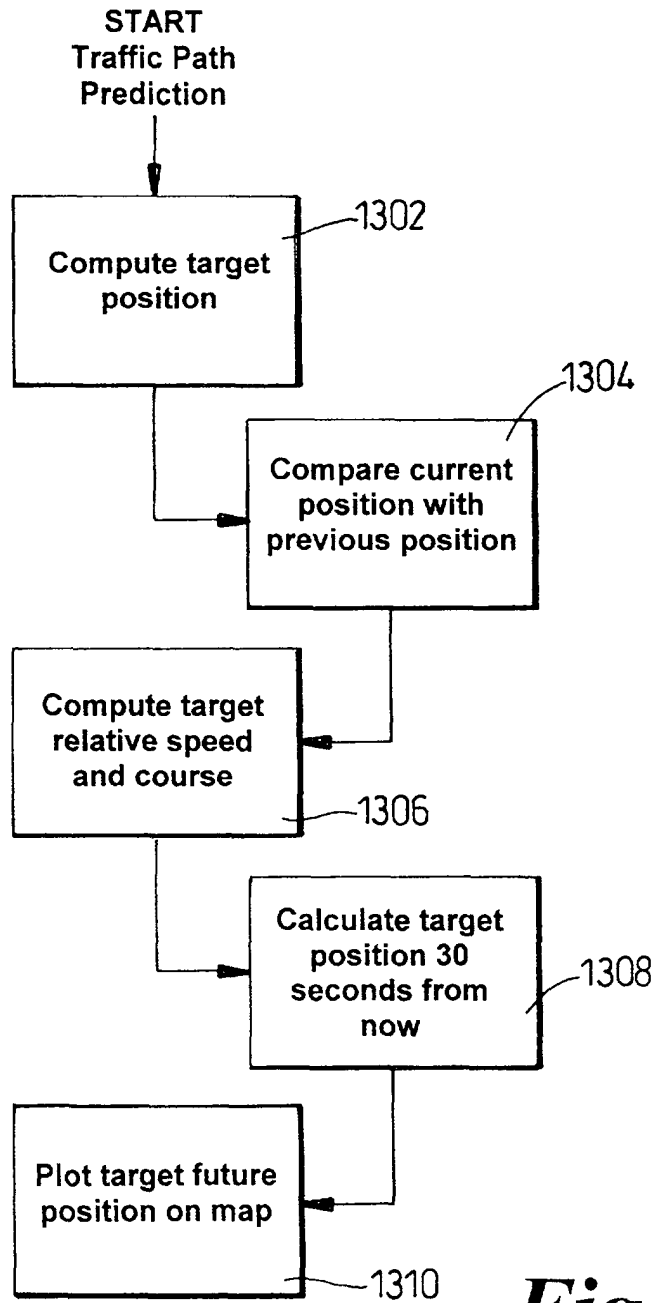 START
Traffic Path
Prediction
1302
Compute target
position
1304
Compare current
position with
previous position
Compute target
relative speed
and course
1306
Calculate target
position 30
seconds from
now
1308
Plot target future
position on map
1310